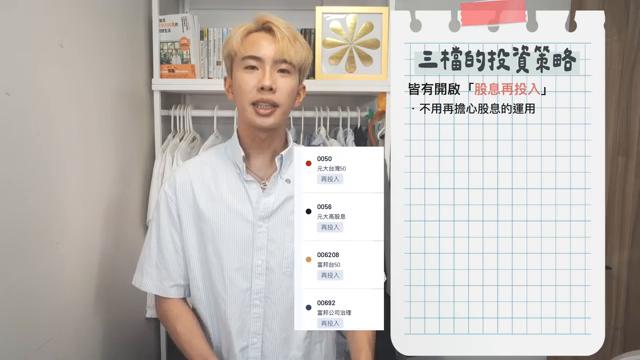 三檔的投資策略
皆有開啟「股息再投入」
·不用再擔心股息的運用
0050
元大台灣50
再投入
0056
元大高股息
再投入
006208
富邦台50
再投入
00692
富邦公司治理
再投入